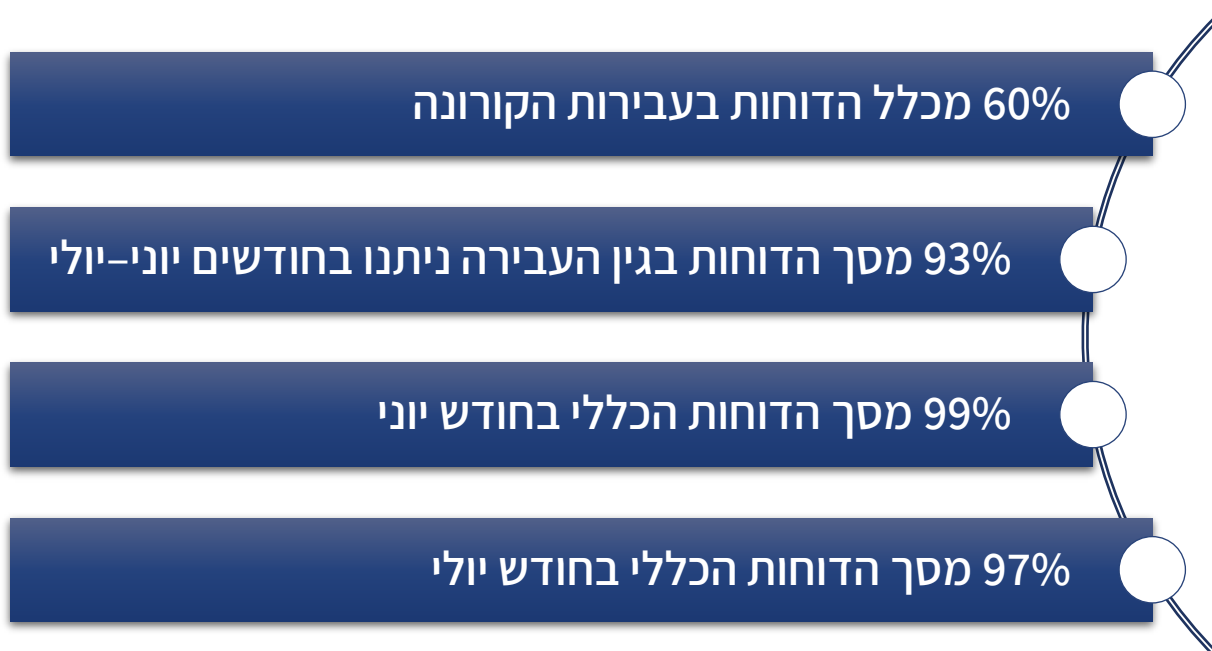 60% מכלל הדוחות בעבירות הקורונה
93% מסך הדוחות בגין העבירה ניתנו בחודשים יוני–יולי
99% מסך הדוחות הכללי בחודש יוני
97% מסך הדוחות הכללי בחודש יולי